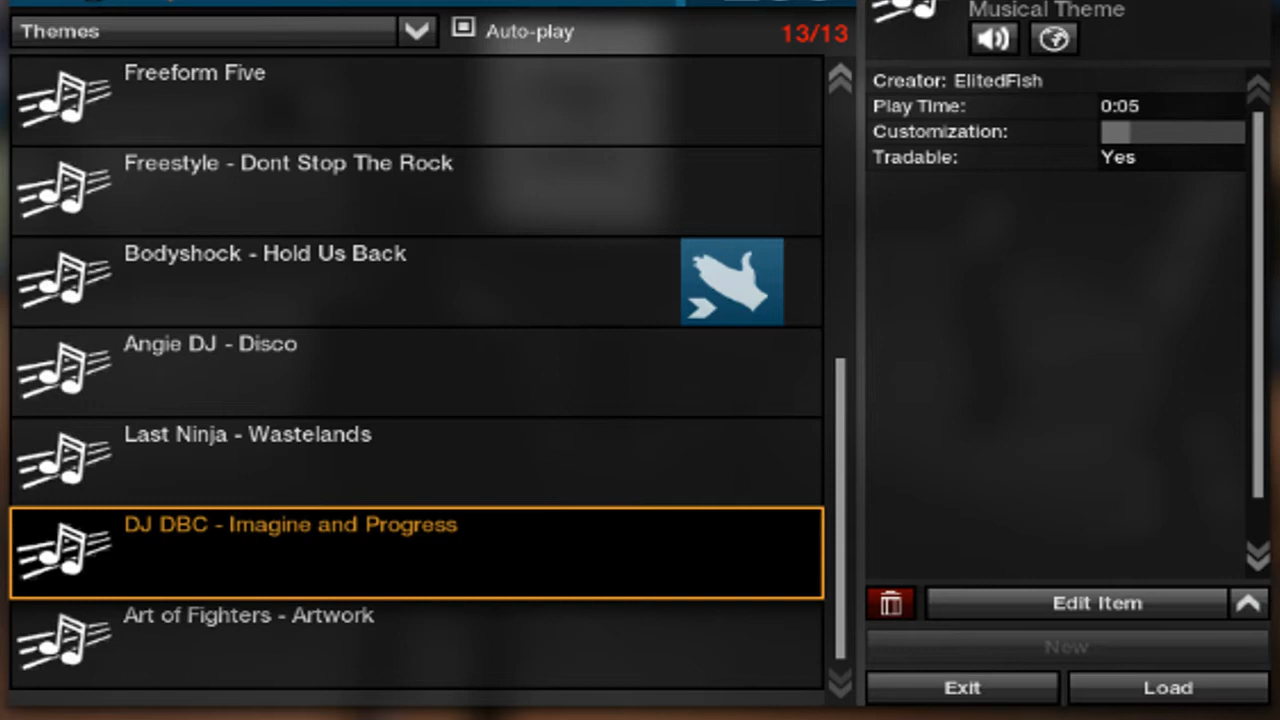 Themes
Auto-play
13/13
Freeform Five
Freestyle - Dont Stop The Rock
Bodyshock - Hold Us Back
Angie DJ - Disco
Last Ninja - Wastelands
DJ DBC - Imagine and Progress
Art of Fighters - Artwork
Musical Theme
Creator: ElitedFish
Play Time: 0:05
Customization:
Tradable: Yes
Edit Item
New
Exit
Load